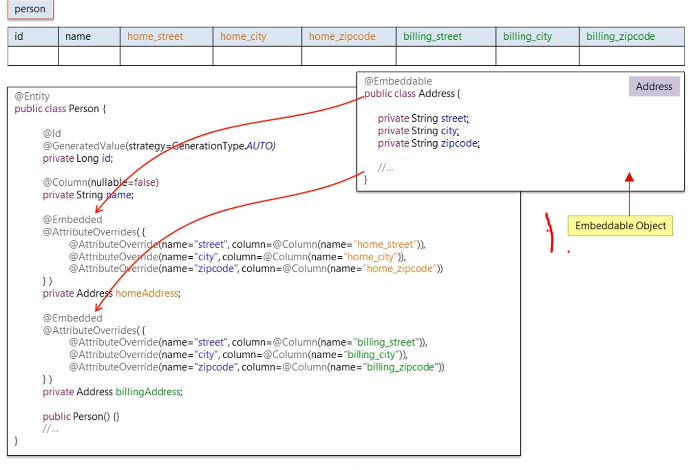 person
id name home_street home_city home_zipcode billing_street billing_city billing_zipcode
@Entity
public class Person {
@Id
@GeneratedValue(strategy=GenerationType.AUTO)
private Long id;
@Column(nullable=false)
private String name;
@Embedded
@AttributeOverrides( {
@AttributeOverride(name="street", column=@Column(name="home_street")),
@AttributeOverride(name="city", column=@Column(name="home_city")),
@AttributeOverride(name="zipcode", column=@Column(name="home_zipcode"))
} )
private Address homeAddress;
@Embedded
@AttributeOverrides( {
@AttributeOverride(name="street", column=@Column(name="billing_street")),
@AttributeOverride(name="city", column=@Column(name="billing_city")),
@AttributeOverride(name="zipcode", column=@Column(name="billing_zipcode"))
} )
private Address billingAddress;
public Person() {}
//...
}
@Embeddable
public class Address {
private String street;
private String city;
private String zipcode;
//...
}
Address
Embeddable Object